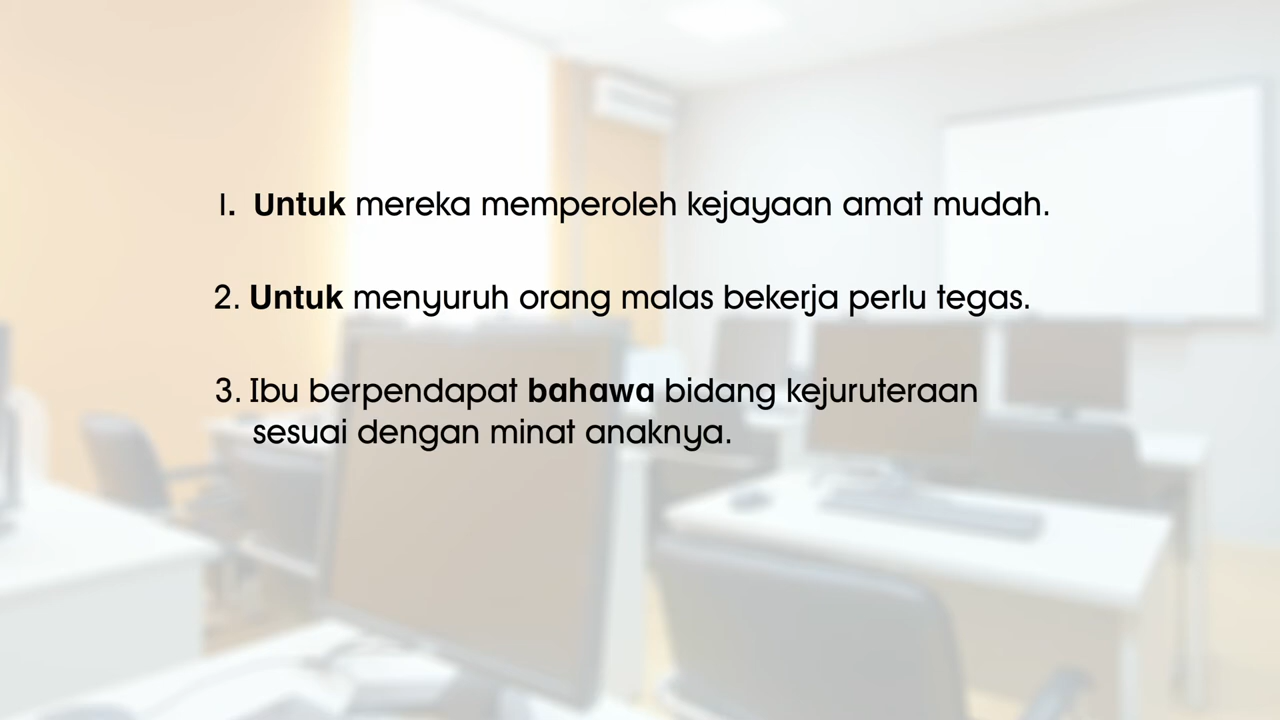 1. Untuk mereka memperoleh kejayaan amat mudah.
2. Untuk menyuruh orang malas bekerja perlu tegas.
3. Ibu berpendapat bahawa bidang kejuruteraan
sesuai dengan minat anaknya.